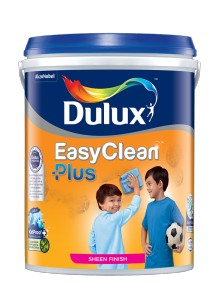 AkzoNobel
Dulux
EasyClean
Plus
SHEEN FINISH